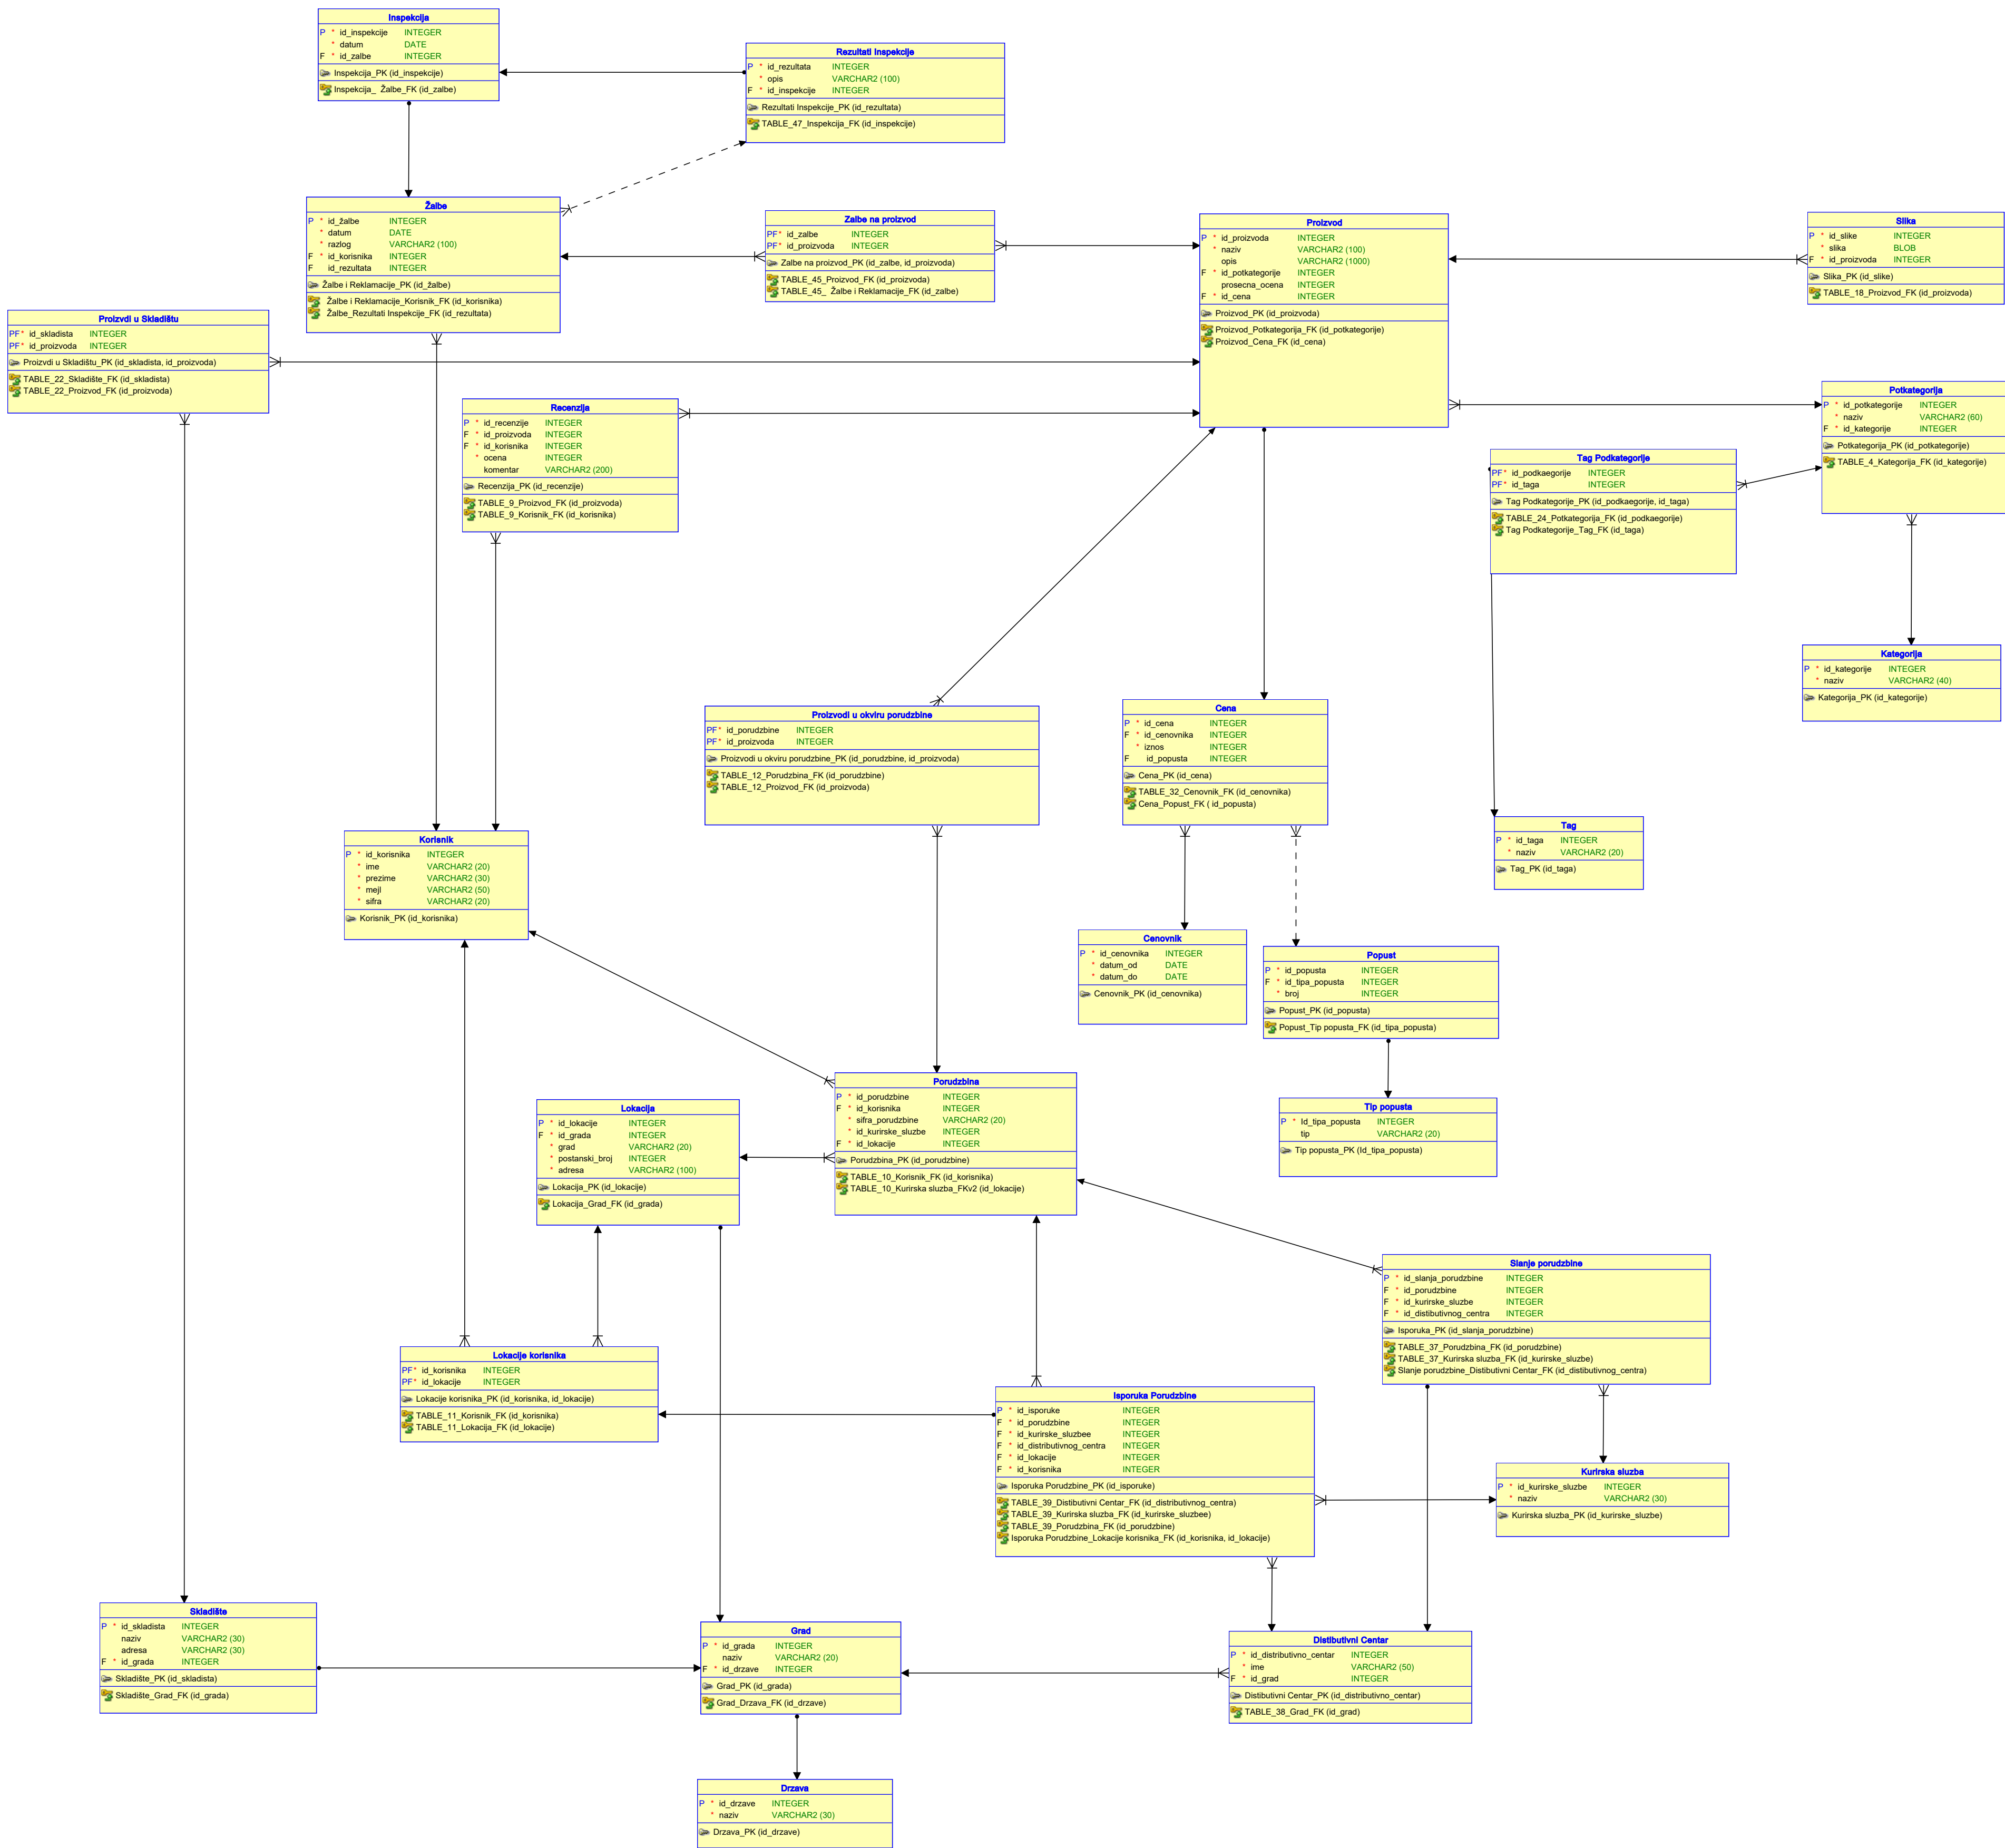 Inspekcija
P * id_inspekcije INTEGER
* datum DATE
F * id_zalbe INTEGER
Inspekcija_PK (id_inspekcije)
Inspekcija_ Žalbe_FK (id_zalbe)
Rezultati Inspekcije
P * id_rezultata INTEGER
* opis VARCHAR2 (100)
F * id_inspekcije INTEGER
Rezultati Inspekcije_PK (id_rezultata)
TABLE_47_Inspekcija_FK (id_inspekcije)
Žalbe
P * id_žalbe INTEGER
* datum DATE
* razlog VARCHAR2 (100)
F * id_korisnika INTEGER
F id_rezultata INTEGER
Žalbe i Reklamacije_PK (id_žalbe)
Žalbe i Reklamacije_Korisnik_FK (id_korisnika)
Žalbe_Rezultati Inspekcije_FK (id_rezultata)
Zalbe na proizvod
PF* id_zalbe INTEGER
PF* id_proizvoda INTEGER
Zalbe na proizvod_PK (id_zalbe, id_proizvoda)
TABLE_45_Proizvod_FK (id_proizvoda)
TABLE_45_ Žalbe i Reklamacije_FK (id_zalbe)
Proizvod
P * id_proizvoda INTEGER
* naziv VARCHAR2 (100)
opis VARCHAR2 (1000)
F * id_potkategorije INTEGER
prosecna_ocena INTEGER
F * id_cena INTEGER
Proizvod_PK (id_proizvoda)
Proizvod_Potkategorija_FK (id_potkategorije)
Proizvod_Cena_FK (id_cena)
Slika
P * id_slike INTEGER
* slika BLOB
F * id_proizvoda INTEGER
Slika_PK (id_slike)
TABLE_18_Proizvod_FK (id_proizvoda)
Proizvdi u Skladištu
PF* id_skladista INTEGER
PF* id_proizvoda INTEGER
Proizvdi u Skladištu_PK (id_skladista, id_proizvoda)
TABLE_22_Skladište_FK (id_skladista)
TABLE_22_Proizvod_FK (id_proizvoda)
Recenzija
P * id_recenzije INTEGER
F * id_proizvoda INTEGER
F * id_korisnika INTEGER
* ocena INTEGER
komentar VARCHAR2 (200)
Recenzija_PK (id_recenzije)
TABLE_9_Proizvod_FK (id_proizvoda)
TABLE_9_Korisnik_FK (id_korisnika)
Potkategorija
P * id_potkategorije INTEGER
* naziv VARCHAR2 (60)
F * id_kategorije INTEGER
Potkategorija_PK (id_potkategorije)
TABLE_4_Kategorija_FK (id_kategorije)
Tag Podkategorije
PF* id_podkaegorije INTEGER
PF* id_taga INTEGER
Tag Podkategorije_PK (id_podkaegorije, id_taga)
TABLE_24_Potkategorija_FK (id_podkaegorije)
Tag Podkategorije_Tag_FK (id_taga)
Kategorija
P * id_kategorije INTEGER
* naziv VARCHAR2 (40)
Kategorija_PK (id_kategorije)
Proizvodi u okviru porudzbine
PF* id_porudzbine INTEGER
PF* id_proizvoda INTEGER
Proizvodi u okviru porudzbine_PK (id_porudzbine, id_proizvoda)
TABLE_12_Porudzbina_FK (id_porudzbine)
TABLE_12_Proizvod_FK (id_proizvoda)
Cena
P * id_cena INTEGER
F * id_cenovnika INTEGER
* iznos INTEGER
F id_popusta INTEGER
Cena_PK (id_cena)
TABLE_32_Cenovnik_FK (id_cenovnika)
Cena_Popust_FK ( id_popusta)
Tag
P * id_taga INTEGER
* naziv VARCHAR2 (20)
Tag_PK (id_taga)
Korisnik
P * id_korisnika INTEGER
* ime VARCHAR2 (20)
* prezime VARCHAR2 (30)
* mejl VARCHAR2 (50)
* sifra VARCHAR2 (20)
Korisnik_PK (id_korisnika)
Cenovnik
P * id_cenovnika INTEGER
* datum_od DATE
* datum_do DATE
Cenovnik_PK (id_cenovnika)
Popust
P * id_popusta INTEGER
F * id_tipa_popusta INTEGER
* broj INTEGER
Popust_PK (id_popusta)
Popust_Tip popusta_FK (id_tipa_popusta)
Porudzbina
P * id_porudzbine INTEGER
F * id_korisnika INTEGER
* sifra_porudzbine VARCHAR2 (20)
* id_kurirske_sluzbe INTEGER
F * id_lokacije INTEGER
Porudzbina_PK (id_porudzbine)
TABLE_10_Korisnik_FK (id_korisnika)
TABLE_10_Kurirska sluzba_FKv2 (id_lokacije)
Lokacija
P * id_lokacije INTEGER
F * id_grada INTEGER
* grad VARCHAR2 (20)
* postanski_broj INTEGER
* adresa VARCHAR2 (100)
Lokacija_PK (id_lokacije)
Lokacija_Grad_FK (id_grada)
Tip popusta
P * Id_tipa_popusta INTEGER
tip VARCHAR2 (20)
Tip popusta_PK (Id_tipa_popusta)
Slanje porudzbine
P * id_slanja_porudzbine INTEGER
F * id_porudzbine INTEGER
F * id_kurirske_sluzbe INTEGER
F * id_distibutivnog_centra INTEGER
Isporuka_PK (id_slanja_porudzbine)
TABLE_37_Porudzbina_FK (id_porudzbine)
TABLE_37_Kurirska sluzba_FK (id_kurirske_sluzbe)
Slanje porudzbine_Distibutivni Centar_FK (id_distibutivnog_centra)
Lokacije korisnika
PF* id_korisnika INTEGER
PF* id_lokacije INTEGER
Lokacije korisnika_PK (id_korisnika, id_lokacije)
TABLE_11_Korisnik_FK (id_korisnika)
TABLE_11_Lokacija_FK (id_lokacije)
Isporuka Porudzbine
P * id_isporuke INTEGER
F * id_porudzbine INTEGER
F * id_kurirske_sluzbee INTEGER
F * id_distributivnog_centra INTEGER
F * id_lokacije INTEGER
F * id_korisnika INTEGER
Isporuka Porudzbine_PK (id_isporuke)
TABLE_39_Distibutivni Centar_FK (id_distributivnog_centra)
TABLE_39_Kurirska sluzba_FK (id_kurirske_sluzbee)
TABLE_39_Porudzbina_FK (id_porudzbine)
Isporuka Porudzbine_Lokacije korisnika_FK (id_korisnika, id_lokacije)
Kurirska sluzba
P * id_kurirske_sluzbe INTEGER
* naziv VARCHAR2 (30)
Kurirska sluzba_PK (id_kurirske_sluzbe)
Skladište
P * id_skladista INTEGER
naziv VARCHAR2 (30)
adresa VARCHAR2 (30)
F * id_grada INTEGER
Skladište_PK (id_skladista)
Skladište_Grad_FK (id_grada)
Grad
P * id_grada INTEGER
naziv VARCHAR2 (20)
F * id_drzave INTEGER
Grad_PK (id_grada)
Grad_Drzava_FK (id_drzave)
Distibutivni Centar
P * id_distributivno_centar INTEGER
* ime VARCHAR2 (50)
F * id_grad INTEGER
Distibutivni Centar_PK (id_distributivno_centar)
TABLE_38_Grad_FK (id_grad)
Drzava
P * id_drzave INTEGER
* naziv VARCHAR2 (30)
Drzava_PK (id_drzave)